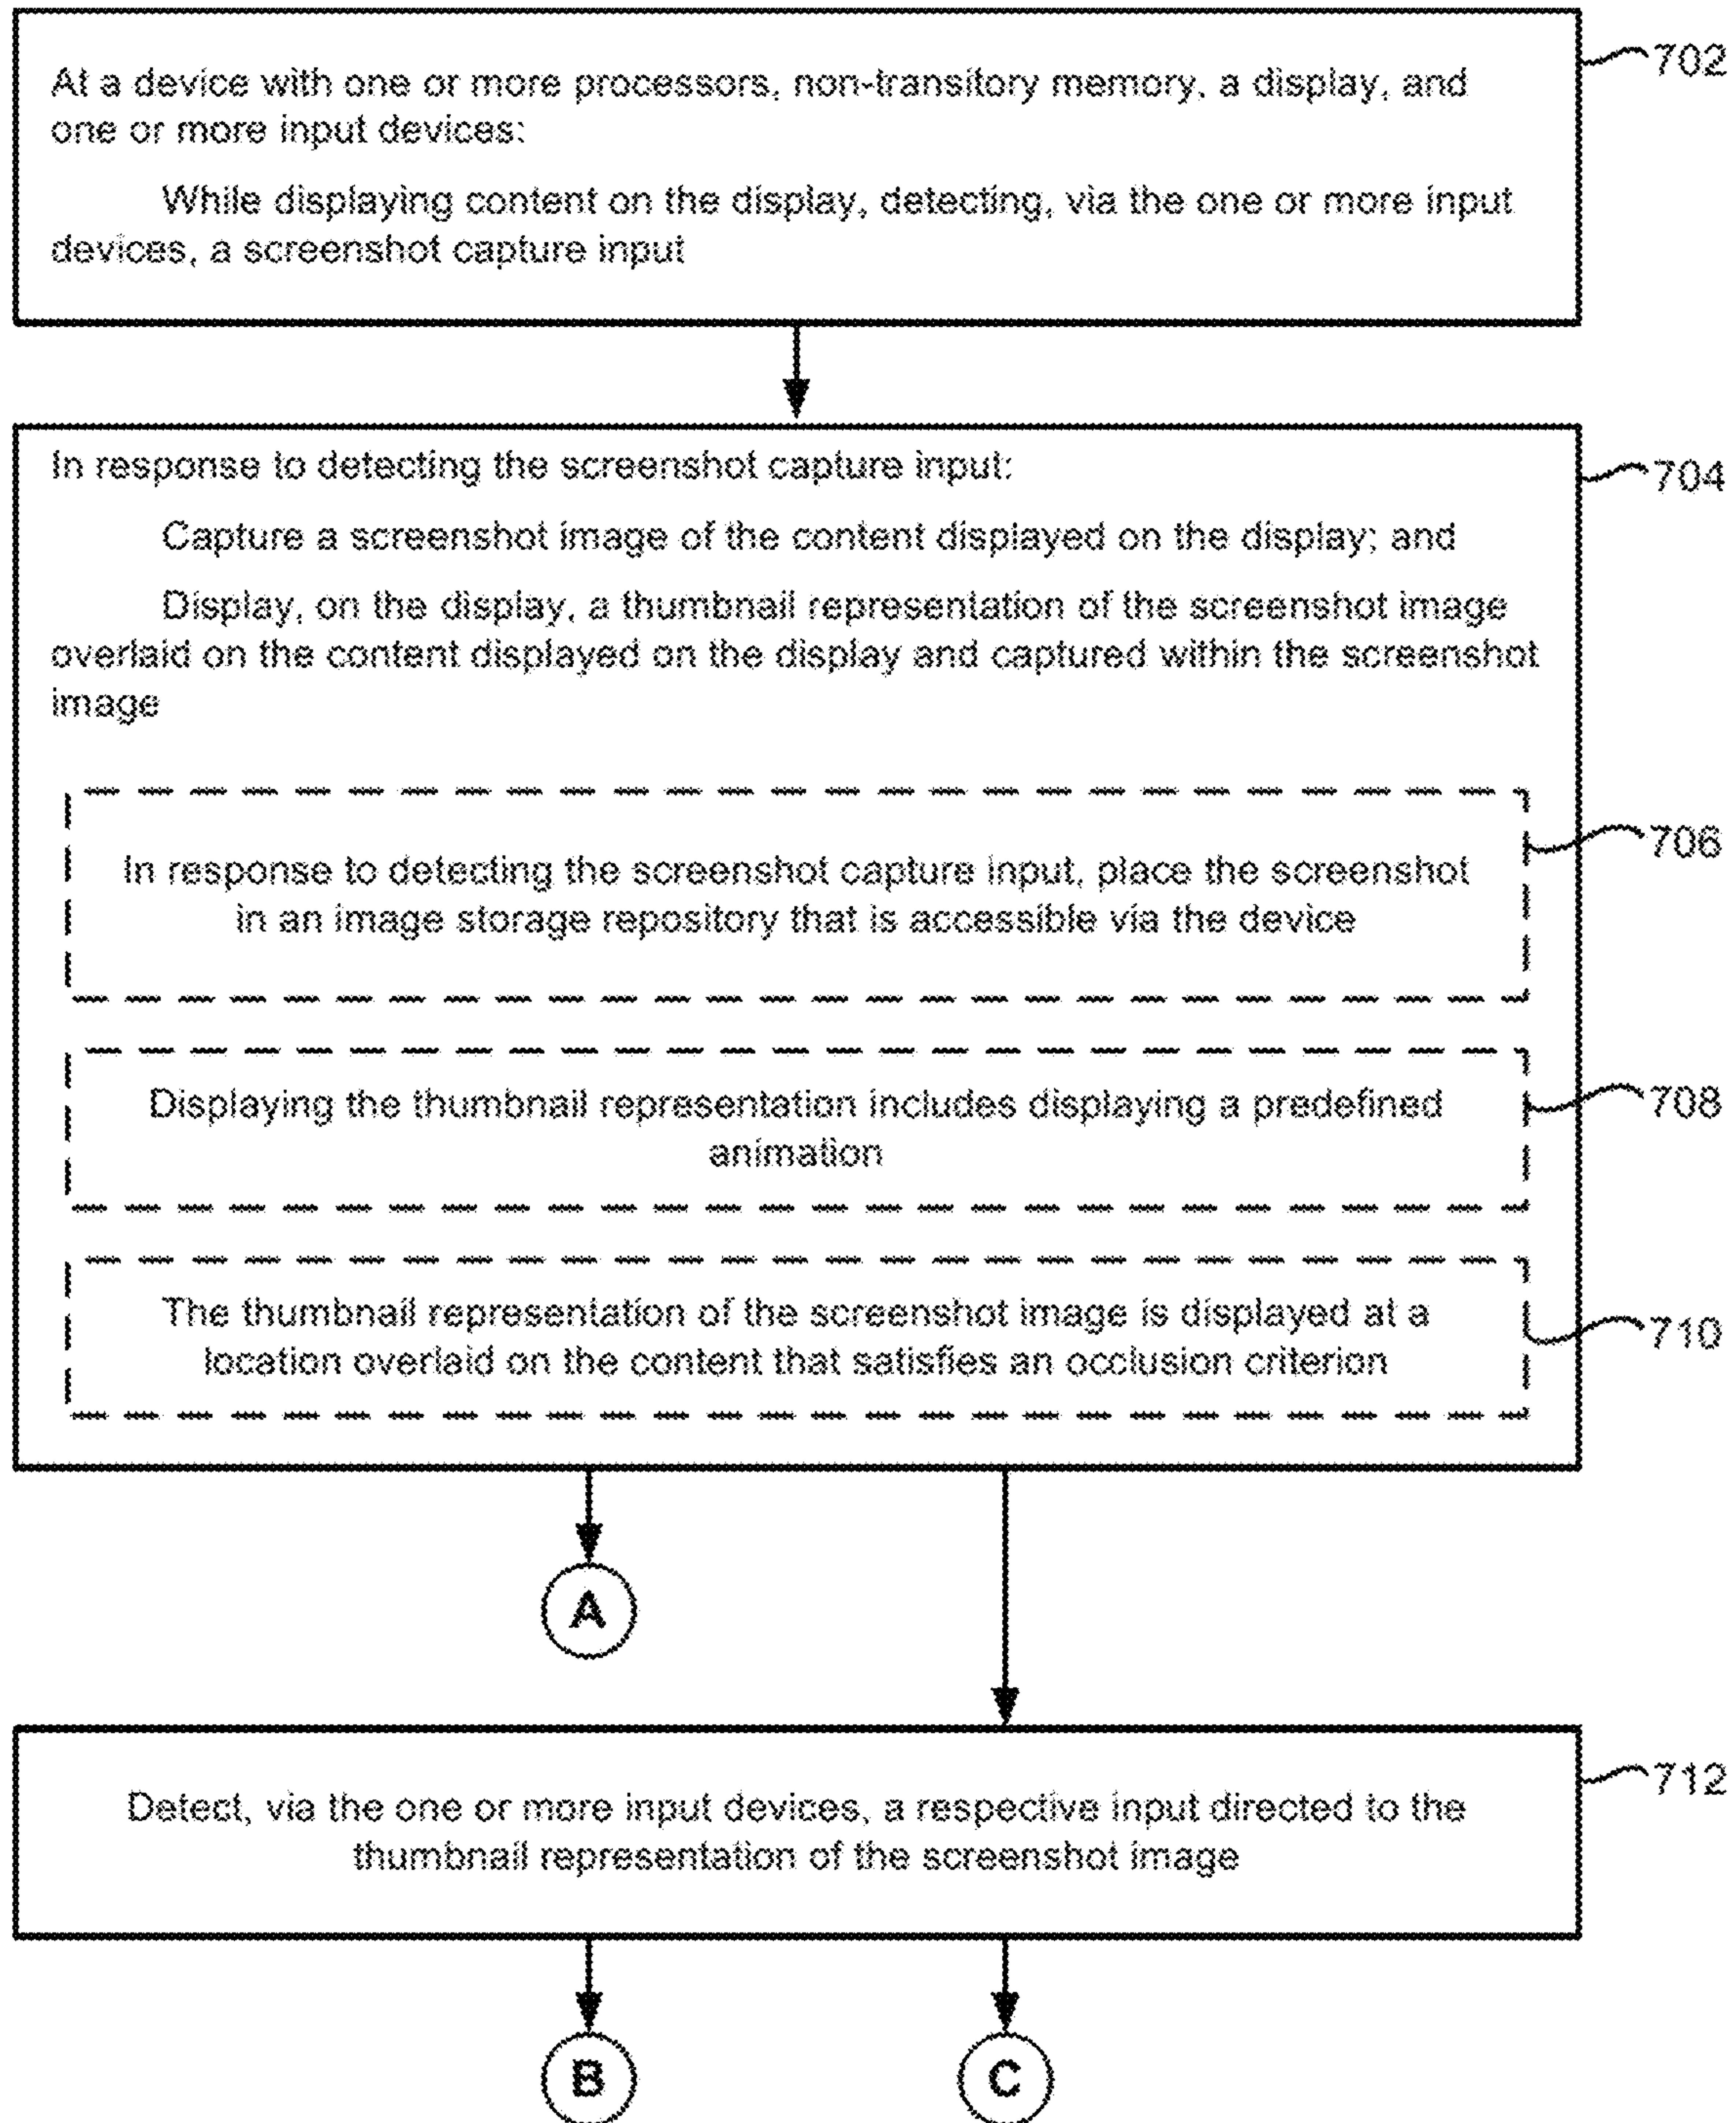 At a device with one or more processors, non-transitory memory, a display, and
one or more input devices:
While displaying content on the display, detecting, via the one or more input
devices, a screenshot capture input
702
In response to detecting the screenshot capture input:
704
Capture a screenshot image of the content displayed on the display; and
Display, on the display, a thumbnail representation of the screenshot image
overlaid on the content displayed on the display and captured within the screenshot
image
In response to detecting the screenshot capture input, place the screenshot
in an image storage repository that is accessible via the device
706
Displaying the thumbnail representation includes displaying a predefined
animation
708
The thumbnail representation of the screenshot image is displayed at a
location overlaid on the content that satisfies an occlusion criterion
710
A
Detect, via the one or more input devices, a respective input directed to the
thumbnail representation of the screenshot image
712
B
C